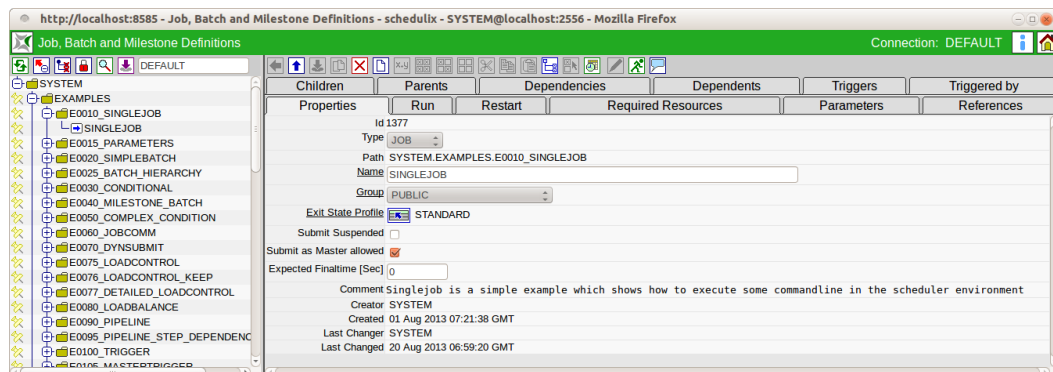 http://localhost:8585 - Job, Batch and Milestone Definitions - schedulix - SYSTEM@localhost:2556 - Mozilla Firefox
Job, Batch and Milestone Definitions
Connection: DEFAULT
DEFAULT
SYSTEM
EXAMPLES
E0010_SINGLEJOB
SINGLEJOB
E0015_PARAMETERS
E0020_SIMPLEBATCH
E0025_BATCH_HIERARCHY
E0030_CONDITIONAL
E0040_MILESTONE_BATCH
E0050_COMPLEX_CONDITION
E0060_JOBCOMM
E0070_DYNSUBMIT
E0075_LOADCONTROL
E0076_LOADCONTROL_KEEP
E0077_DETAILED_LOADCONTROL
E0080_LOADBALANCE
E0090_PIPELINE
E0095_PIPELINE_STEP_DEPENDENC
E0100_TRIGGER
E0105_MASTERTRIGGER
Children Parents Dependencies Dependents Triggers Triggered by
Properties Run Restart Required Resources Parameters References
Id 1377
Type JOB
Path SYSTEM.EXAMPLES.E0010_SINGLEJOB
Name SINGLEJOB
Group PUBLIC
Exit State Profile STANDARD
Submit Suspended
Submit as Master allowed
Expected Finaltime [Sec] 0
Comment Singlejob is a simple example which shows how to execute some commandline in the scheduler environment
Creator SYSTEM
Created 01 Aug 2013 07:21:38 GMT
Last Changer SYSTEM
Last Changed 20 Aug 2013 06:59:20 GMT